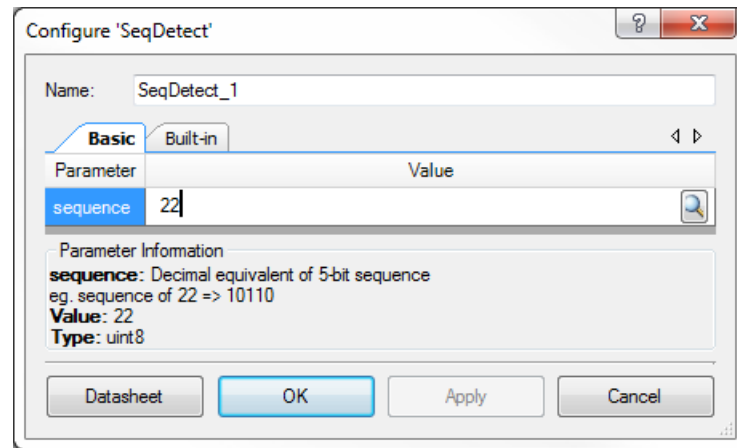 Configure 'SeqDetect'
Name: SeqDetect_1
Basic Built-in
Parameter Value
sequence 22
Parameter Information
sequence: Decimal equivalent of 5-bit sequence
eg. sequence of 22 => 10110
Value: 22
Type: uint8
Datasheet OK Apply Cancel